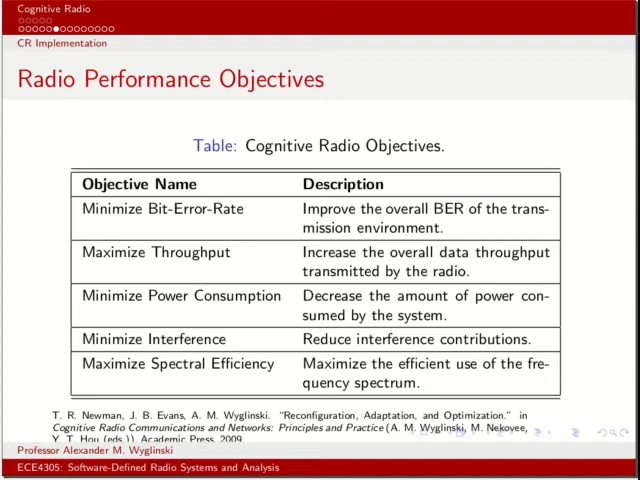 Cognitive Radio
CR Implementation
Radio Performance Objectives
Table: Cognitive Radio Objectives.
Objective Name Description
Minimize Bit-Error-Rate Improve the overall BER of the trans-
mission environment.
Maximize Throughput Increase the overall data throughput
transmitted by the radio.
Minimize Power Consumption Decrease the amount of power con-
sumed by the system.
Minimize Interference Reduce interference contributions.
Maximize Spectral Efficiency Maximize the efficient use of the fre-
quency spectrum.
T. R. Newman, J. B. Evans, A. M. Wyglinski. "Reconfiguration, Adaptation, and Optimization." in
Cognitive Radio Communications and Networks: Principles and Practice (A. M. Wyglinski, M. Nekovee,
Y. T. Hou (eds.)). Academic Press, 2009.
Professor Alexander M. Wyglinski
ECE4305: Software-Defined Radio Systems and Analysis